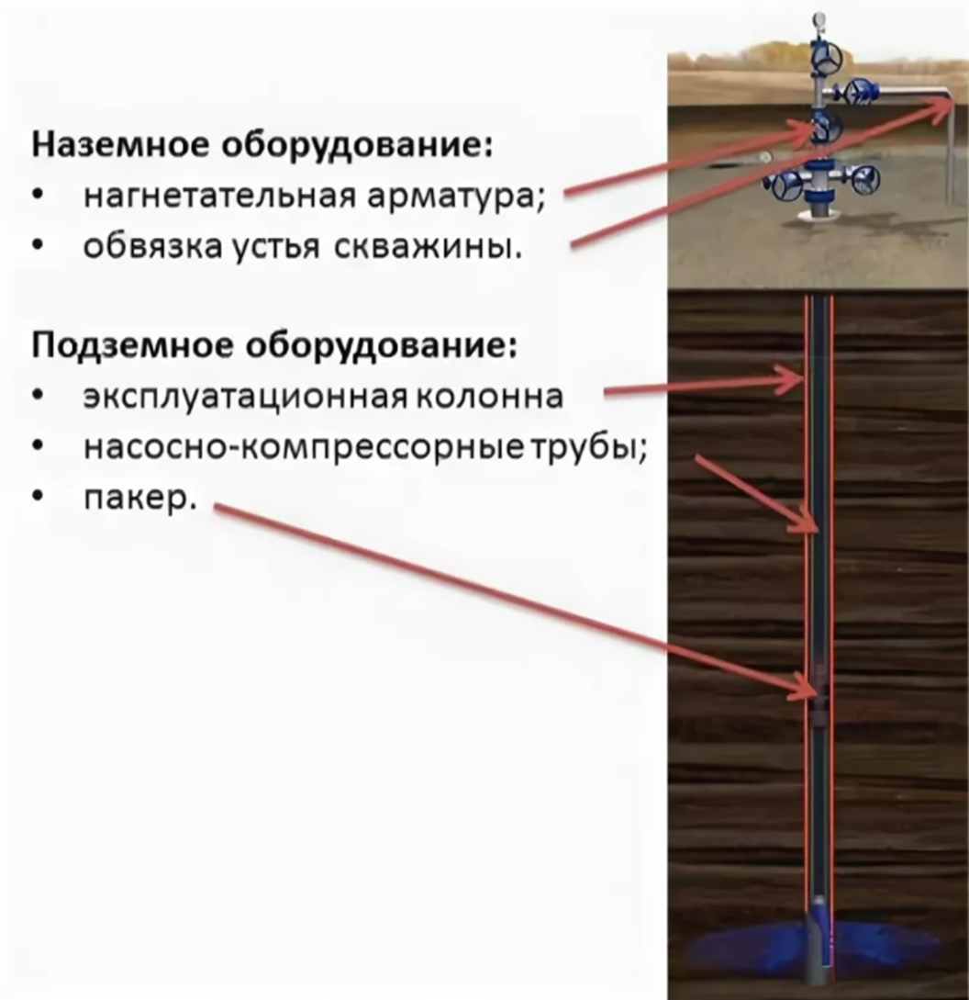 Наземное оборудование:
• нагнетательная арматура;
• обвязка устья скважины.
Подземное оборудование:
• эксплуатационная колонна
• насосно-компрессорные трубы;
• пакер.